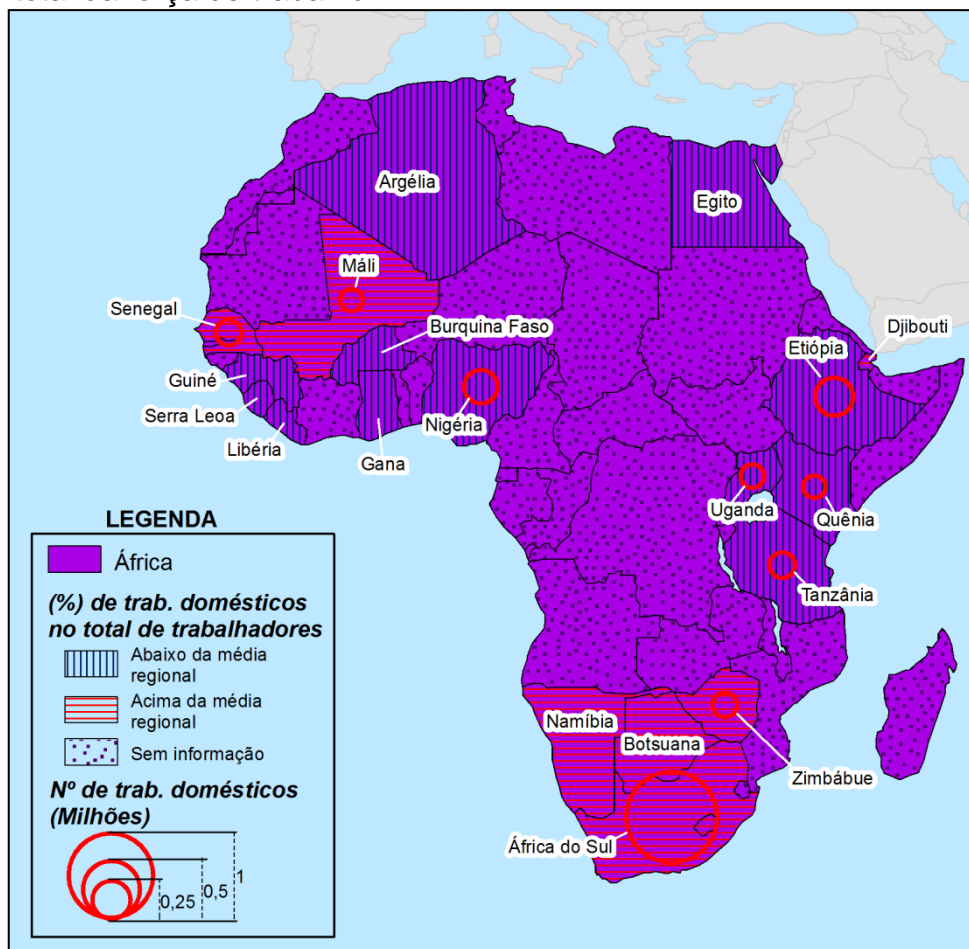 Argélia
Egito
Máli
Senegal
Burquina Faso
Djibouti
Etiópia
Guiné
Serra Leoa
Nigéria
Libéria
Gana
Uganda
Quênia
Tanzânia
Namíbia
Botsuana
Zimbábue
África do Sul
LEGENDA
África
(%) de trab. domésticos
no total de trabalhadores
Abaixo da média
regional
Acima da média
regional
Sem informação
Nº de trab. domésticos
(Milhões)
1
0,5
0,25